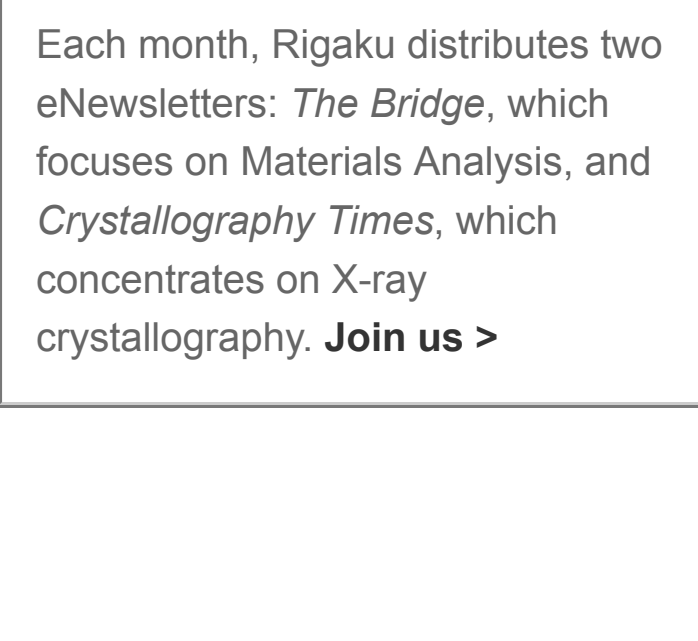 Each month, Rigaku distributes two
eNewsletters: The Bridge, which
focuses on Materials Analysis, and
Crystallography Times, which
concentrates on X-ray
crystallography. Join us >